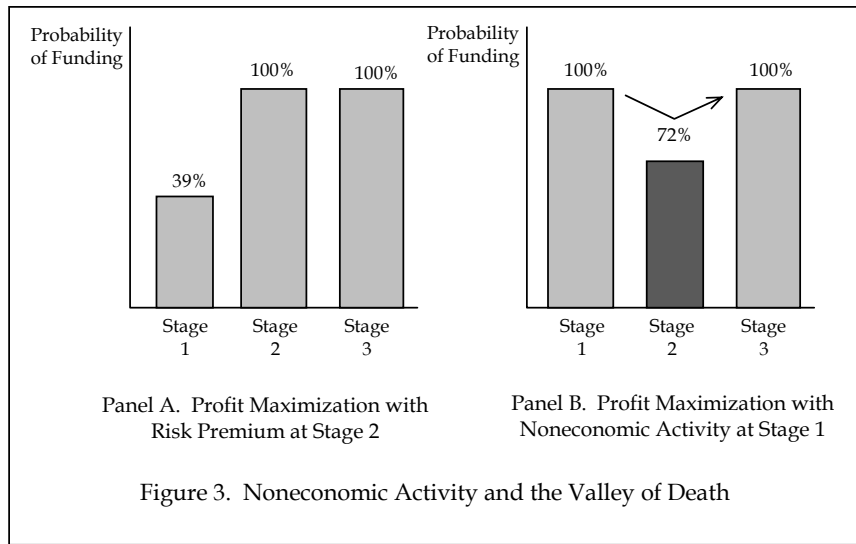 Probability
of Funding
39%
100%
100%
Stage
1
Stage
2
Stage
3
Panel A. Profit Maximization with
Risk Premium at Stage 2
Probability
of Funding
100%
72%
100%
Stage
1
Stage
2
Stage
3
Panel B. Profit Maximization with
Noneconomic Activity at Stage 1
Figure 3. Noneconomic Activity and the Valley of Death